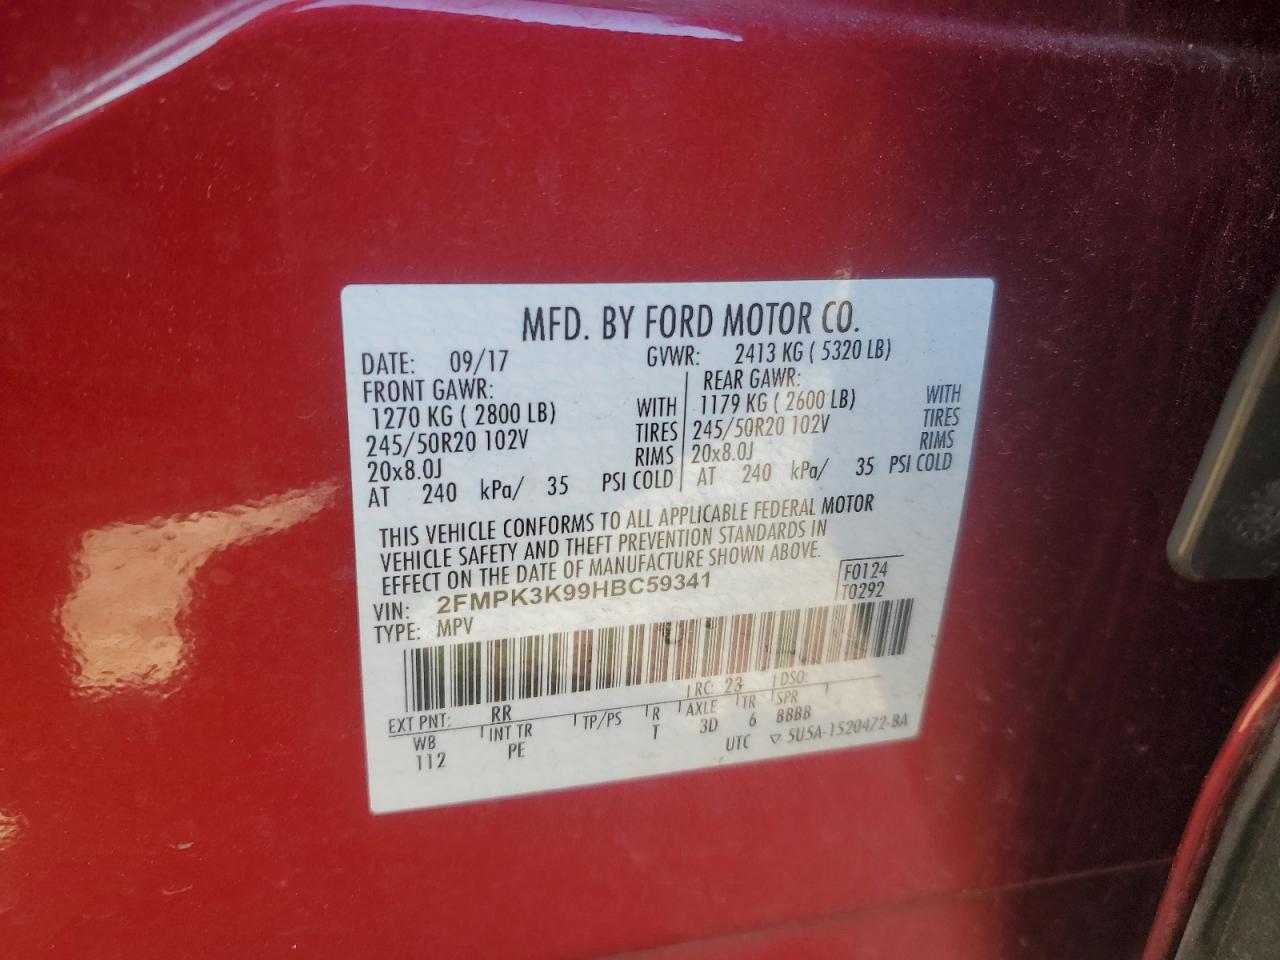 MFD. BY FORD MOTOR CO.
DATE: 09/17 GVWR: 2413 KG ( 5320 LB)
FRONT GAWR: REAR GAWR:
1270 KG ( 2800 LB) WITH 1179 KG ( 2600 LB) WITH
245/50R20 102V TIRES 245/50R20 102V TIRES
20x8.0J RIMS 20x8.0J RIMS
AT 240 kPa/ 35 PSI COLD AT 240 kPa/ 35 PSI COLD
THIS VEHICLE CONFORMS TO ALL APPLICABLE FEDERAL MOTOR
VEHICLE SAFETY AND THEFT PREVENTION STANDARDS IN
EFFECT ON THE DATE OF MANUFACTURE SHOWN ABOVE.
VIN: 2FMPK3K99HBC59341 F0124
TYPE: MPV T0292
EXT PNT: RR RC: 23 DSO:
WB INT TR TP/PS R AXLE TR SPR
112 PE T 3D 6 BBBB
UTC ▽ 5U5A-1520472-BA